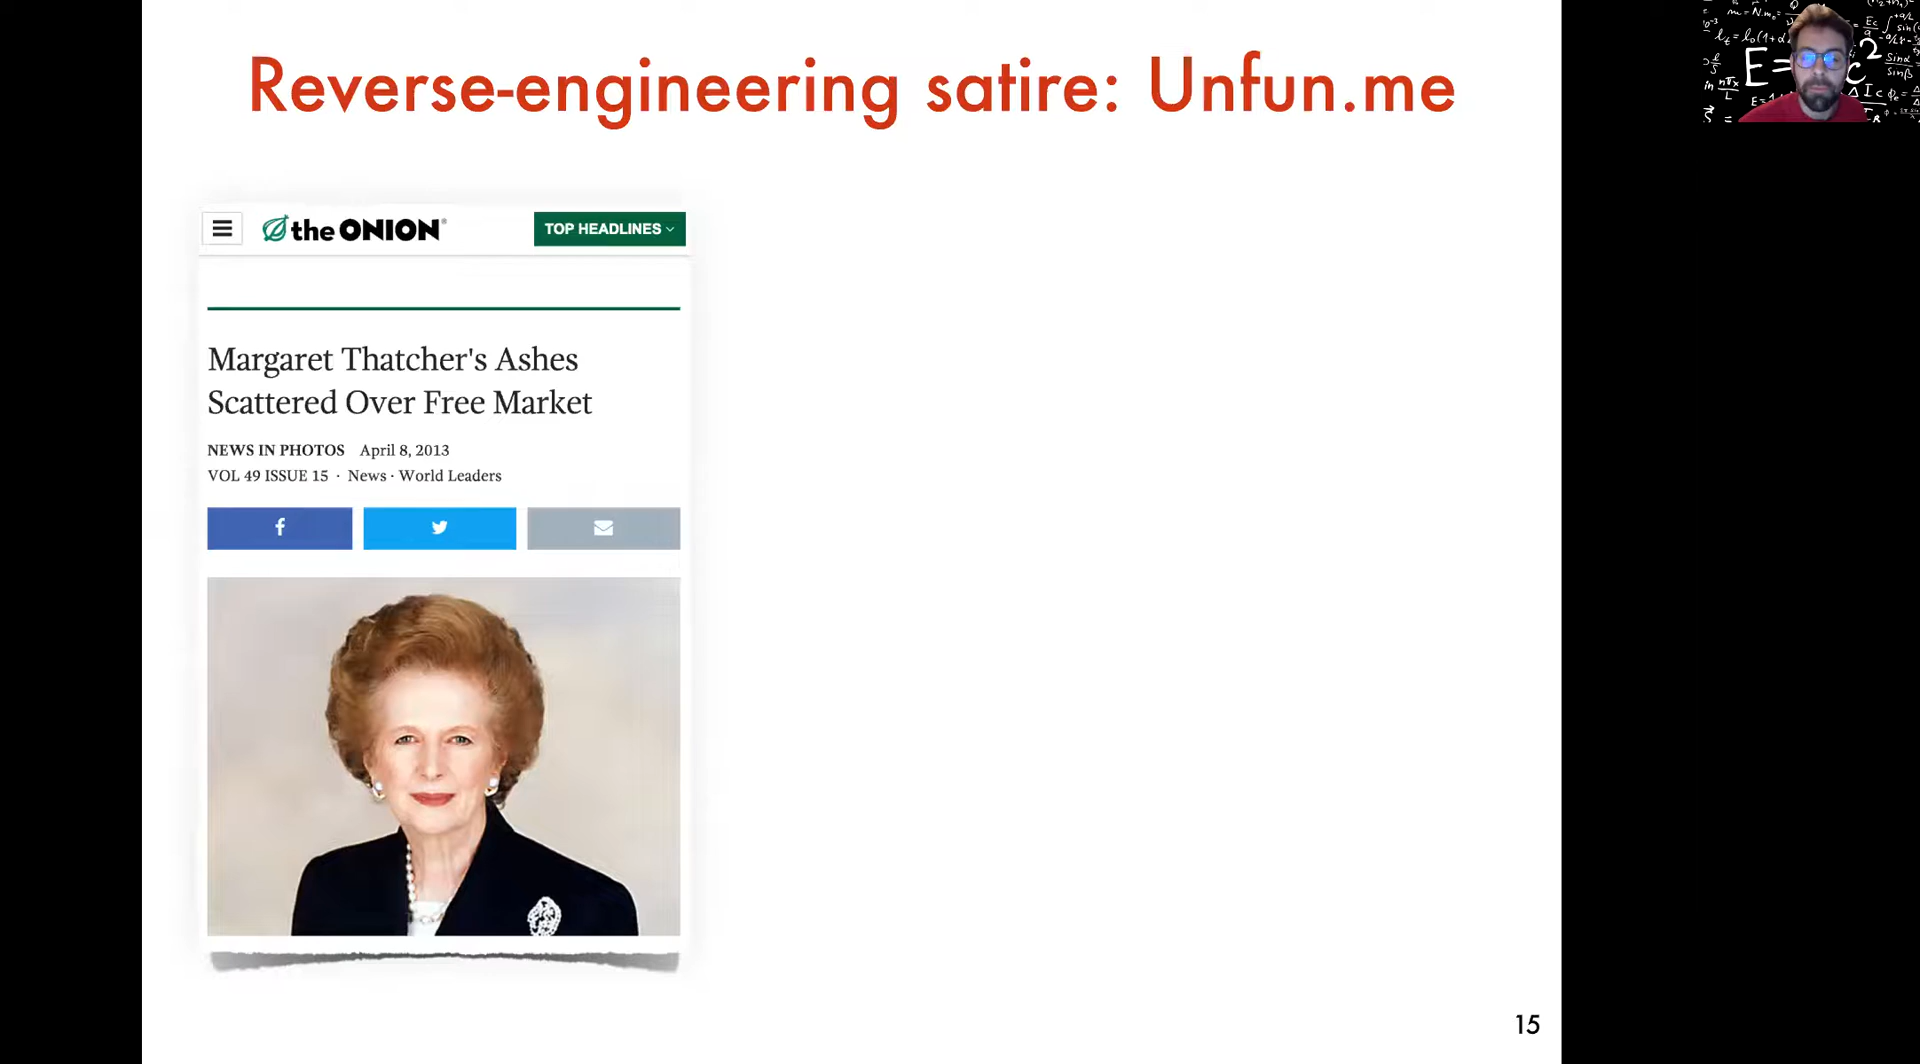 Reverse-engineering satire: Unfun.me
the ONION®
TOP HEADLINES
Margaret Thatcher's Ashes
Scattered Over Free Market
NEWS IN PHOTOS April 8, 2013
VOL 49 ISSUE 15 · News · World Leaders
15